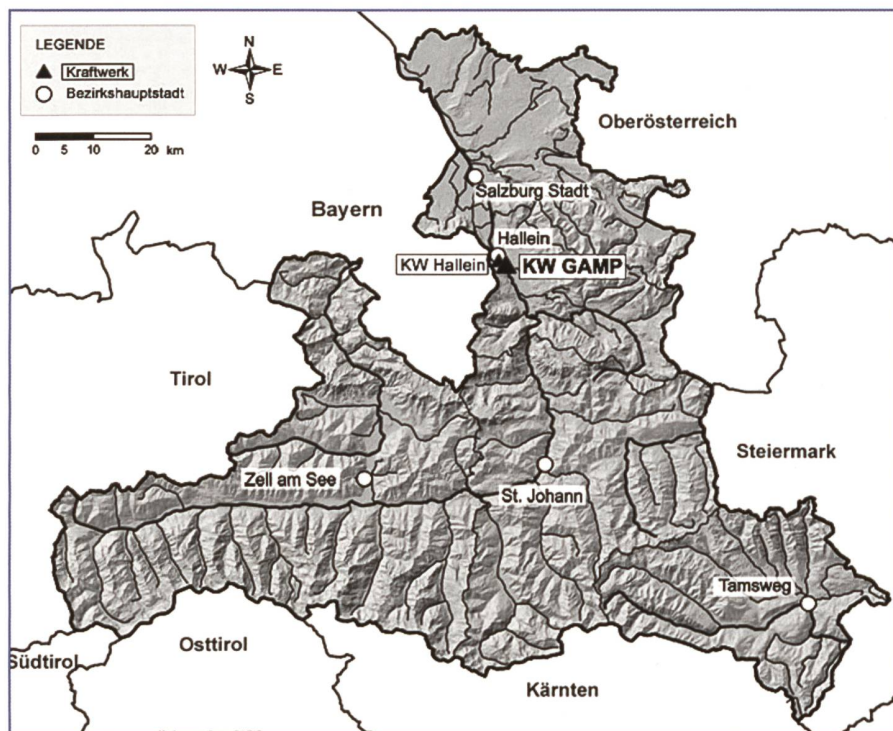 LEGENDE
Kraftwerk
Bezirkshauptstadt
N
W E
S
0 5 10 20 km
Oberösterreich
Salzburg Stadt
Bayern
Hallein
KW Hallein
KW GAMP
Tirol
Steiermark
Zell am See
St. Johann
Tamsweg
Osttirol
Südtirol
Kärnten